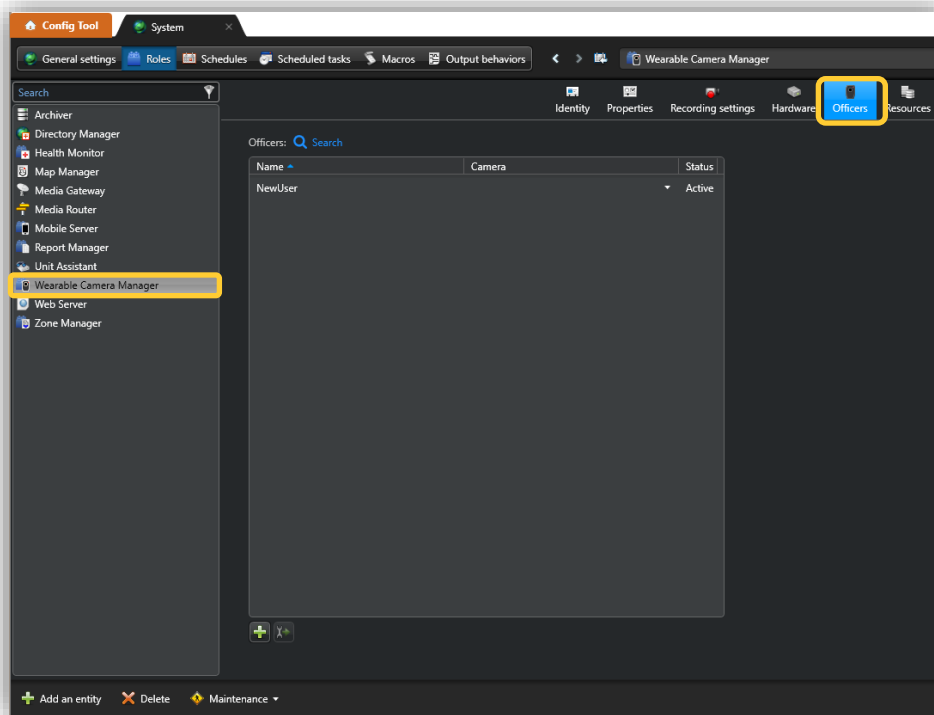 Config Tool System
General settings Roles Schedules Scheduled tasks Macros Output behaviors Wearable Camera Manager
Search
Archiver
Directory Manager
Health Monitor
Map Manager
Media Gateway
Media Router
Mobile Server
Report Manager
Unit Assistant
Wearable Camera Manager
Web Server
Zone Manager
Identity Properties Recording settings Hardware Officers Resources
Officers: Search
Name Camera Status
NewUser Active
Add an entity Delete Maintenance